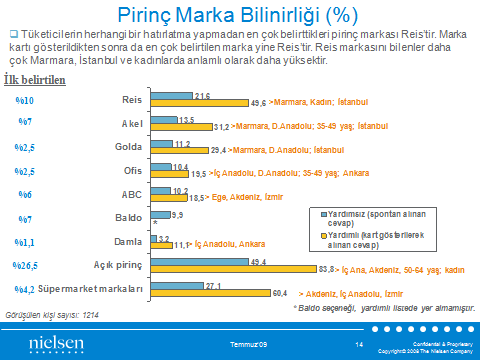 Pirinç Marka Bilinirliği (%)
Tüketicilerin herhangi bir hatırlatma yapmadan en çok belirttikleri pirinç markası Reis'tir. Marka
kartı gösterildikten sonra da en çok belirtilen marka yine Reis'tir. Reis markasını bilenler daha
çok Marmara, İstanbul ve kadınlarda anlamlı olarak daha yüksektir.
İlk belirtilen
%10 Reis 21,6
49,6 >Marmara, Kadın; İstanbul
%7 Akel 13,5
31,2 >Marmara, D.Anadolu; 35-49 yaş; İstanbul
%2,5 Golda 11,2
29,4 >Marmara, D.Anadolu; İstanbul
%2,5 Ofis 10,4
19,5 >İç Anadolu, D.Anadolu; 35-49 yaş; Ankara
%6 ABC 10,2
18,5 > Ege, Akdeniz, İzmir
%7 Baldo 9,9
*
%1,1 Damla 3,2
11,1 > İç Anadolu, Ankara
%26,5 Açık pirinç 49,4
83,8 >İç Ana, Akdeniz, 50-64 yaş; kadın
%4,2 Süpermarket markaları 27,1
60,4 > Akdeniz, İç Anadolu, İzmir
Yardımsız (spontan alınan
cevap)
Yardımlı (kart gösterilerek
alınan cevap)
* Baldo seçeneği, yardımlı listede yer almamıştır.
Görüşülen kişi sayısı: 1214
nielsen
Temmuz'09
14
Confidential & Proprietary
Copyright © 2008 The Nielsen Company